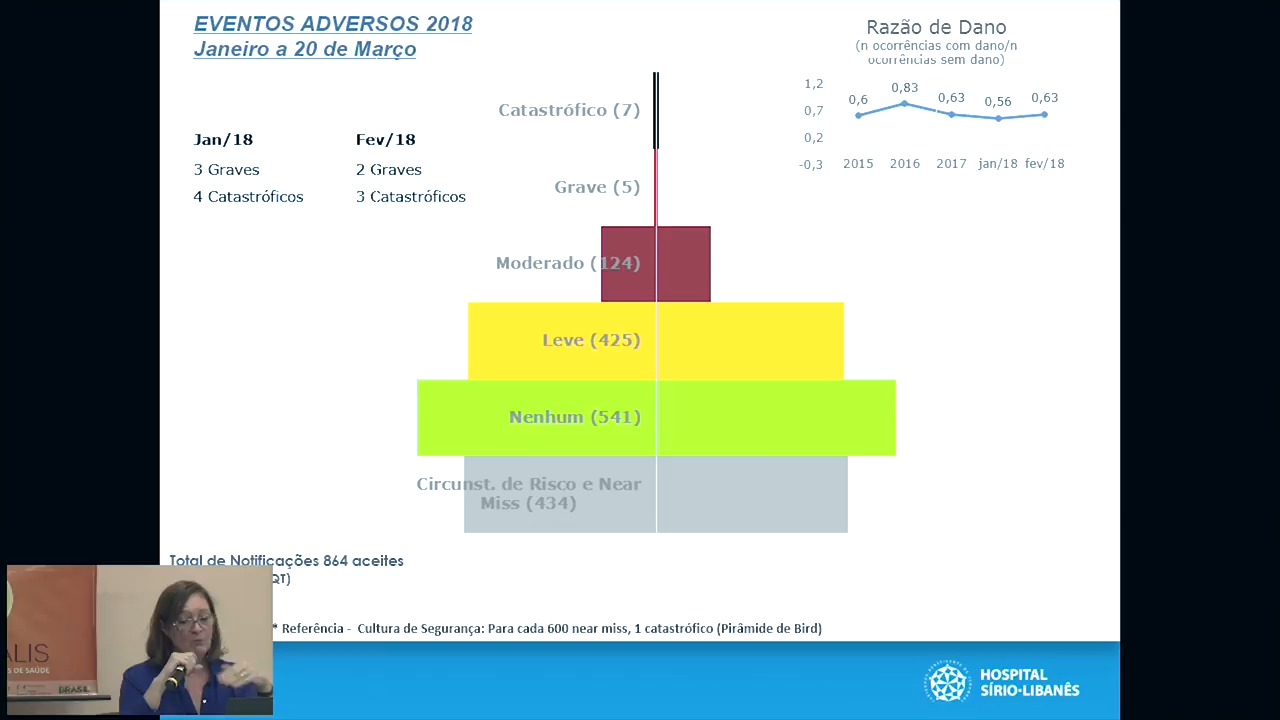 EVENTOS ADVERSOS 2018
Janeiro a 20 de Março
Jan/18
3 Graves
4 Catastróficos
Fev/18
2 Graves
3 Catastróficos
Catastrófico (7)
Grave (5)
Moderado (124)
Leve (425)
Nenhum (541)
Circunst. de Risco e Near
Miss (434)
Razão de Dano
(n ocorrências com dano/n
ocorrências sem dano)
1,2
0,7
0,2
-0,3
0,6
0,83
0,63
0,56
0,63
2015 2016 2017 jan/18 fev/18
Total de Notificações 864 aceites
QT)
* Referência - Cultura de Segurança: Para cada 600 near miss, 1 catastrófico (Pirâmide de Bird)
ALIS
S DE SAÚDE
BRASIL
HOSPITAL
SÍRIO-LIBANÊS